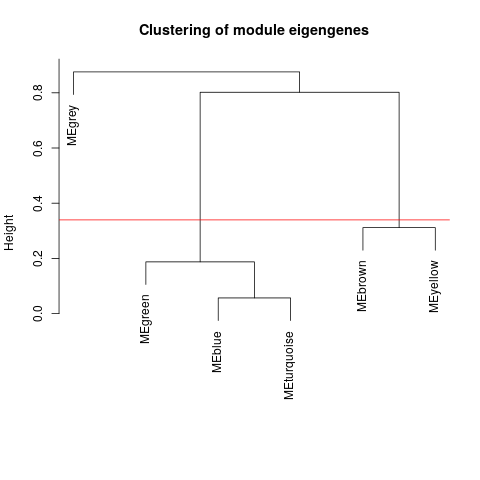 Clustering of module eigengenes
Height
0.8
0.6
0.4
0.2
0.0
MEgrey
MEgreen
MEblue
MEturquoise
MEbrown
MEyellow